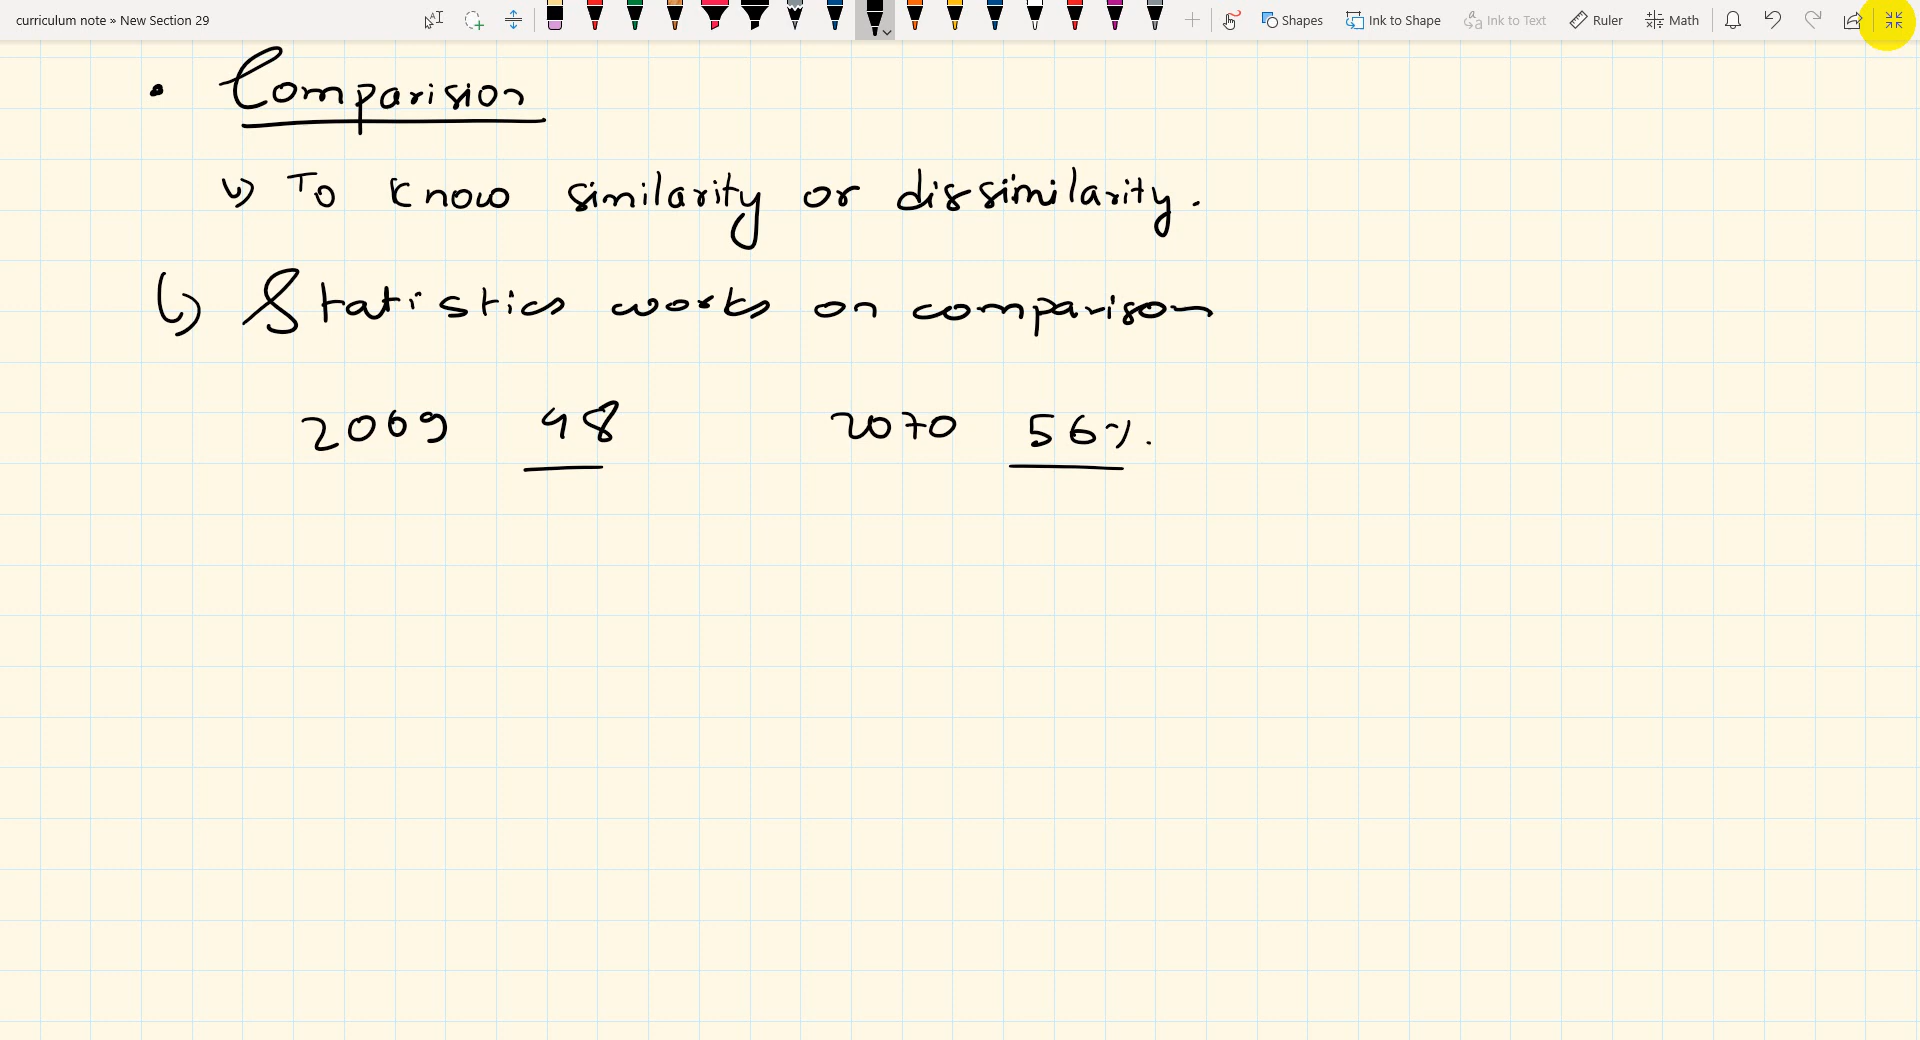 curriculum note » New Section 29
Shapes Ink to Shape Ink to Text Ruler Math
• Comparision
↳ To know similarity or dissimilarity.
↳ Statistics works on comparison
2069 48 2070 56%.